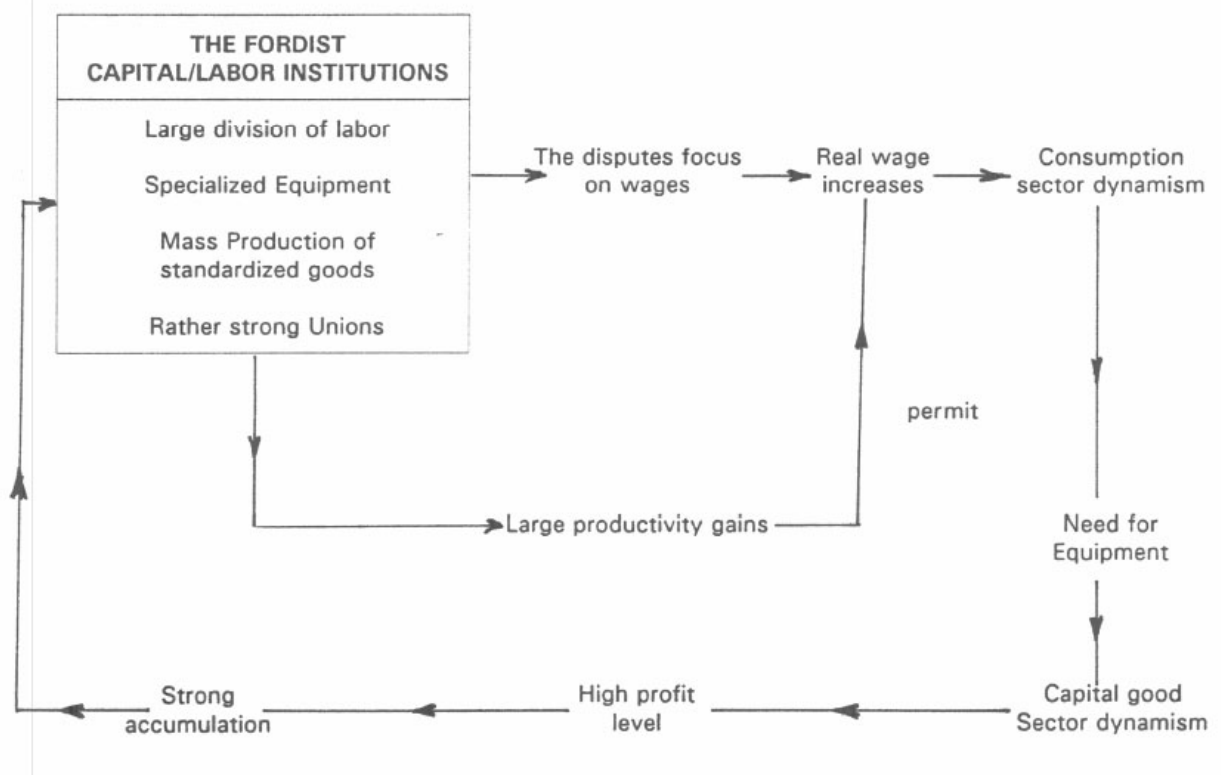 THE FORDIST
CAPITAL/LABOR INSTITUTIONS
Large division of labor
Specialized Equipment
Mass Production of
standardized goods
Rather strong Unions
The disputes focus
on wages
Real wage
increases
Consumption
sector dynamism
permit
Large productivity gains
Need for
Equipment
Capital good
Sector dynamism
High profit
level
Strong
accumulation